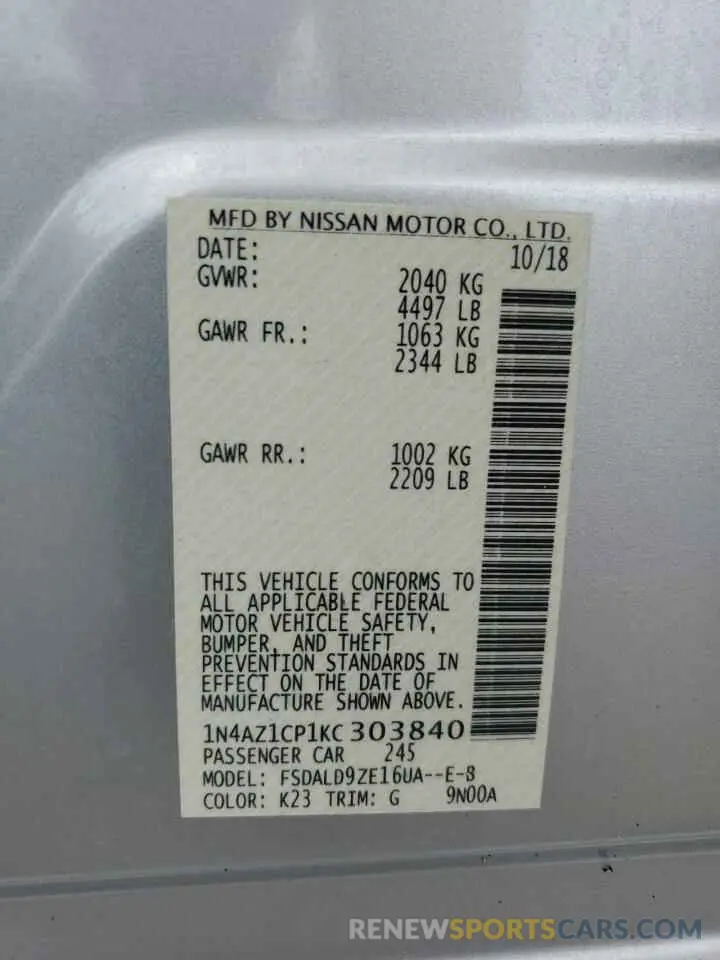 MFD BY NISSAN MOTOR CO., LTD.
DATE: 10/18
GVWR: 2040 KG
4497 LB
GAWR FR.: 1063 KG
2344 LB
GAWR RR.: 1002 KG
2209 LB
THIS VEHICLE CONFORMS TO
ALL APPLICABLE FEDERAL
MOTOR VEHICLE SAFETY,
BUMPER, AND THEFT
PREVENTION STANDARDS IN
EFFECT ON THE DATE OF
MANUFACTURE SHOWN ABOVE.
1N4AZ1CP1KC303840
PASSENGER CAR 245
MODEL: FSDALD9ZE16UA--E-8
COLOR: K23 TRIM: G 9N00A
RENEWSPORTSCARS.COM